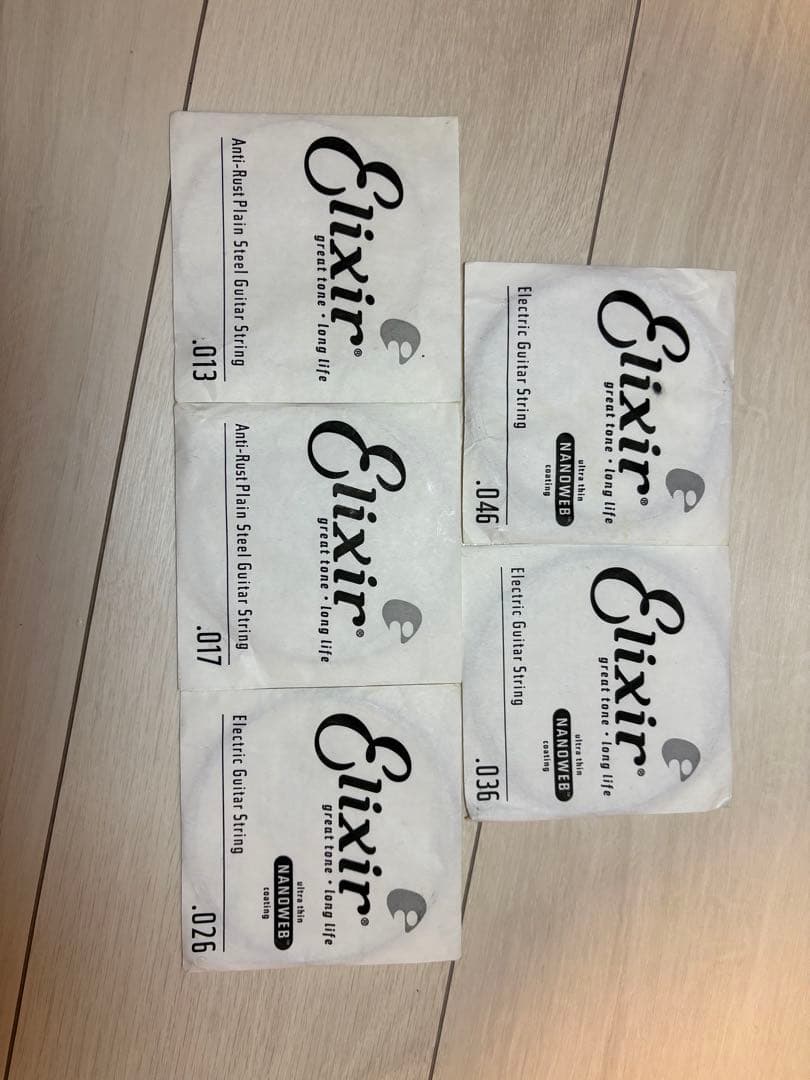 Elixir®
great tone • long life
Electric Guitar String
ultra thin
NANOWEB™
coating
.046
Elixir®
great tone • long life
Electric Guitar String
ultra thin
NANOWEB™
coating
.036
Elixir®
great tone • long life
Anti-Rust Plain Steel Guitar String
.013
Elixir®
great tone • long life
Anti-Rust Plain Steel Guitar String
.017
Elixir®
great tone • long life
Electric Guitar String
ultra thin
NANOWEB™
coating
.026